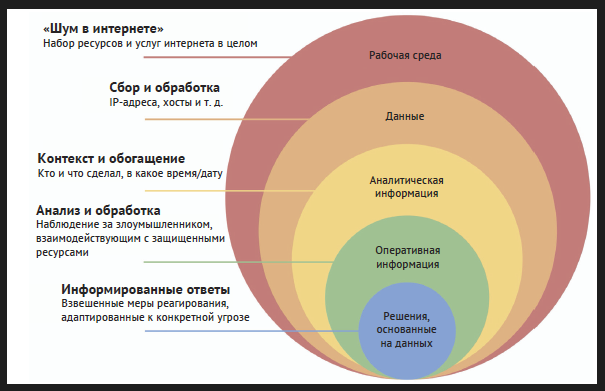 «Шум в интернете»
Набор ресурсов и услуг интернета в целом
Рабочая среда
Сбор и обработка
IP-адреса, хосты и т. д.
Данные
Контекст и обогащение
Кто и что сделал, в какое время/дату
Аналитическая
информация
Анализ и обработка
Наблюдение за злоумышленником,
взаимодействующим с защищенными
ресурсами
Оперативная
информация
Информированные ответы
Взвешенные меры реагирования,
адаптированные к конкретной угрозе
Решения,
основанные
на данных